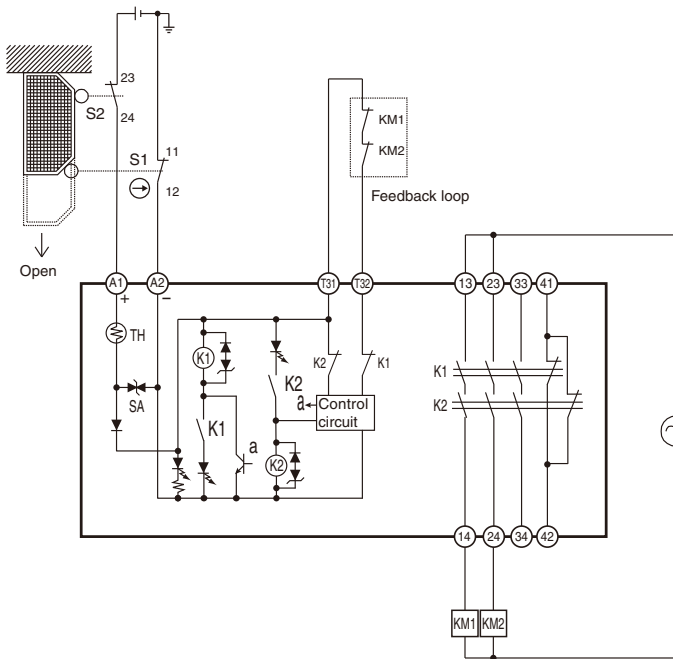 23
S2
24
11
S1
12
Open
KM1
KM2
Feedback loop
A1
A2
T31
T32
13
23
33
41
+
−
TH
SA
K1
K1
a
K2
K2
K2
K1
a
Control
circuit
K1
K2
14
24
34
42
KM1
KM2